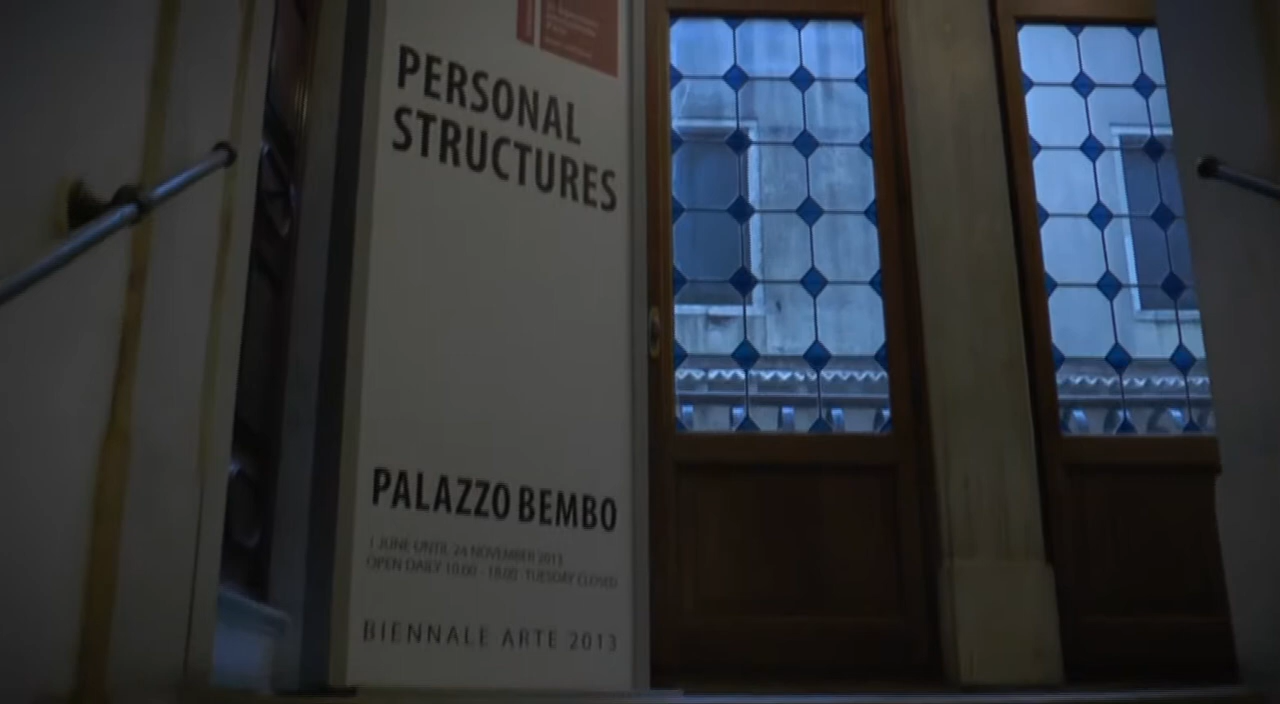 PERSONAL
STRUCTURES
PALAZZO BEMBO
1 JUNE UNTIL 24 NOVEMBER 2013
OPEN DAILY 10:00 - 18:00 TUESDAY CLOSED
BIENNALE ARTE 2013